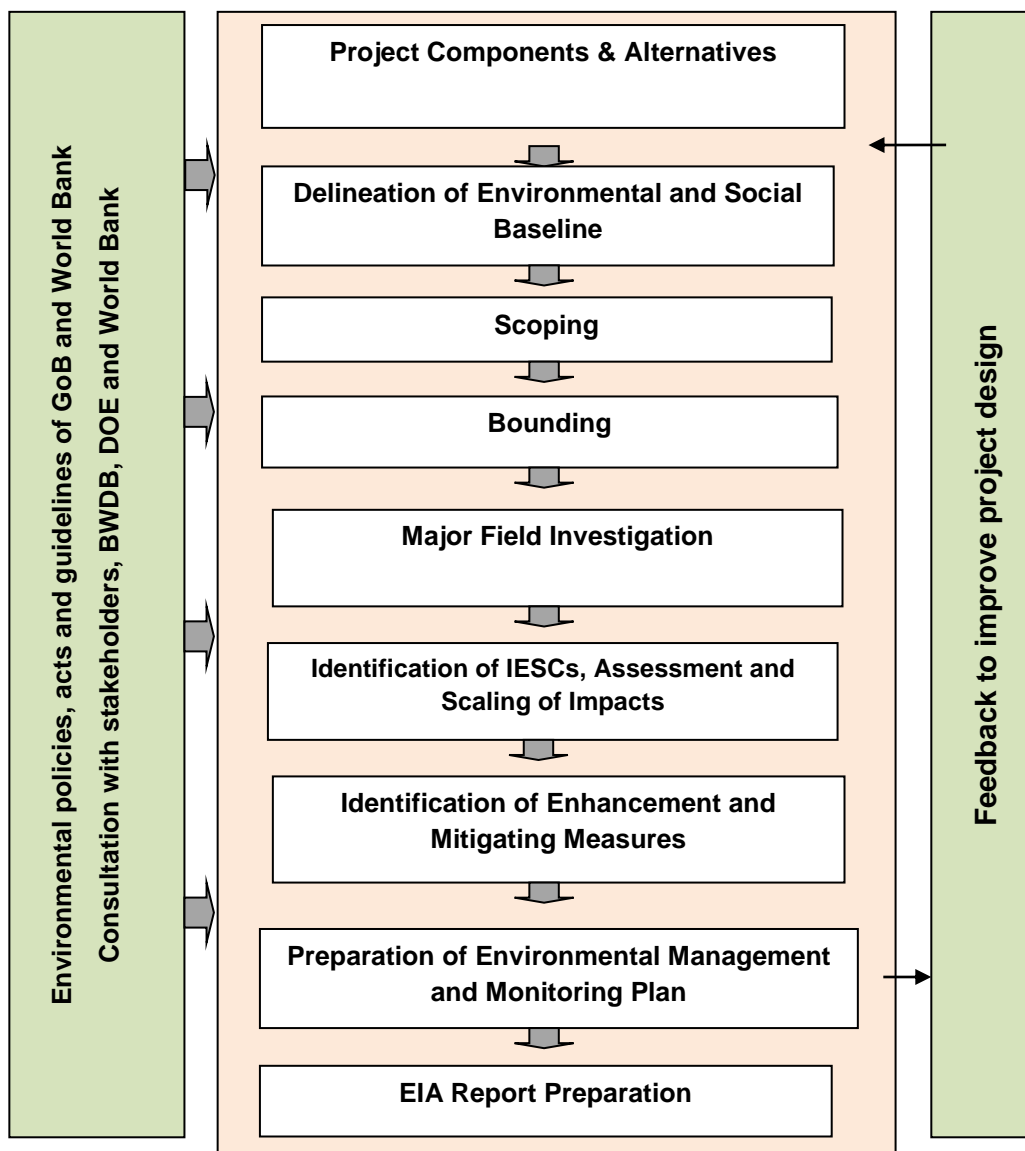 Environmental policies, acts and guidelines of GoB and World Bank
Consultation with stakeholders, BWDB, DOE and World Bank
Project Components & Alternatives
Delineation of Environmental and Social
Baseline
Scoping
Bounding
Major Field Investigation
Identification of IESCs, Assessment and
Scaling of Impacts
Identification of Enhancement and
Mitigating Measures
Preparation of Environmental Management
and Monitoring Plan
EIA Report Preparation
Feedback to improve project design